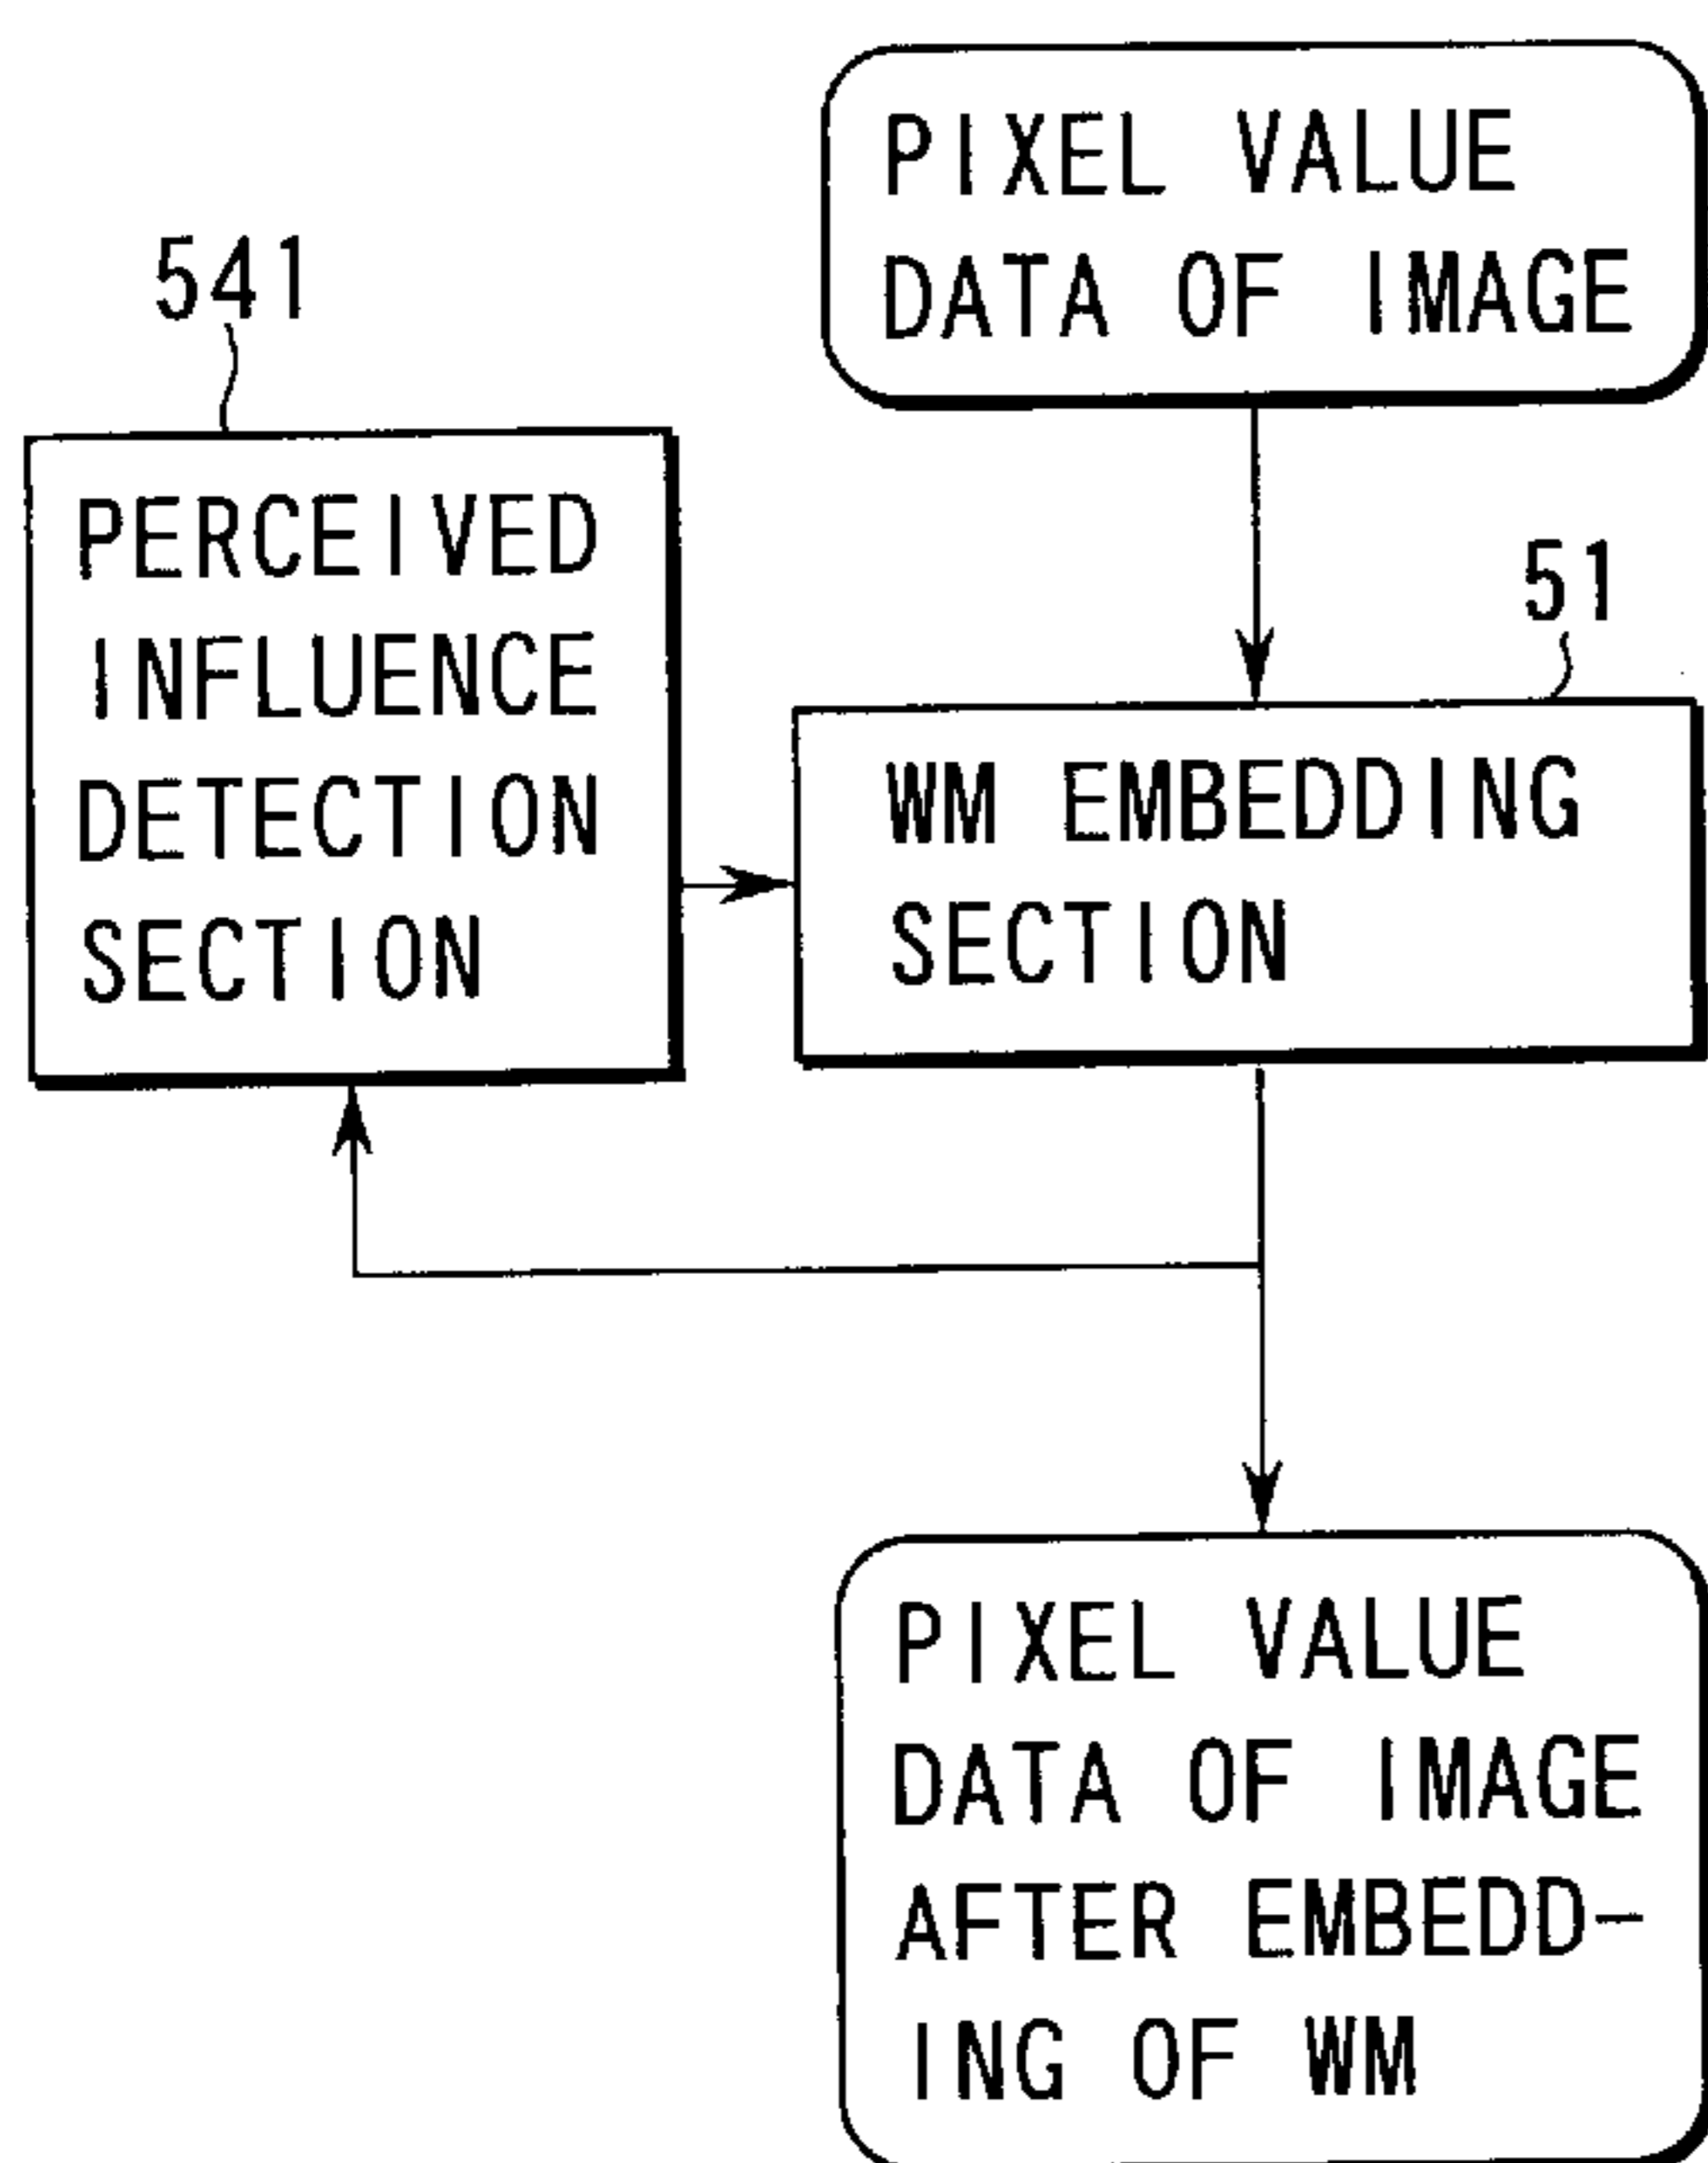 PIXEL VALUE
DATA OF IMAGE
541
PERCEIVED
INFLUENCE
DETECTION
SECTION
51
WM EMBEDDING
SECTION
PIXEL VALUE
DATA OF IMAGE
AFTER EMBEDD-
ING OF WM